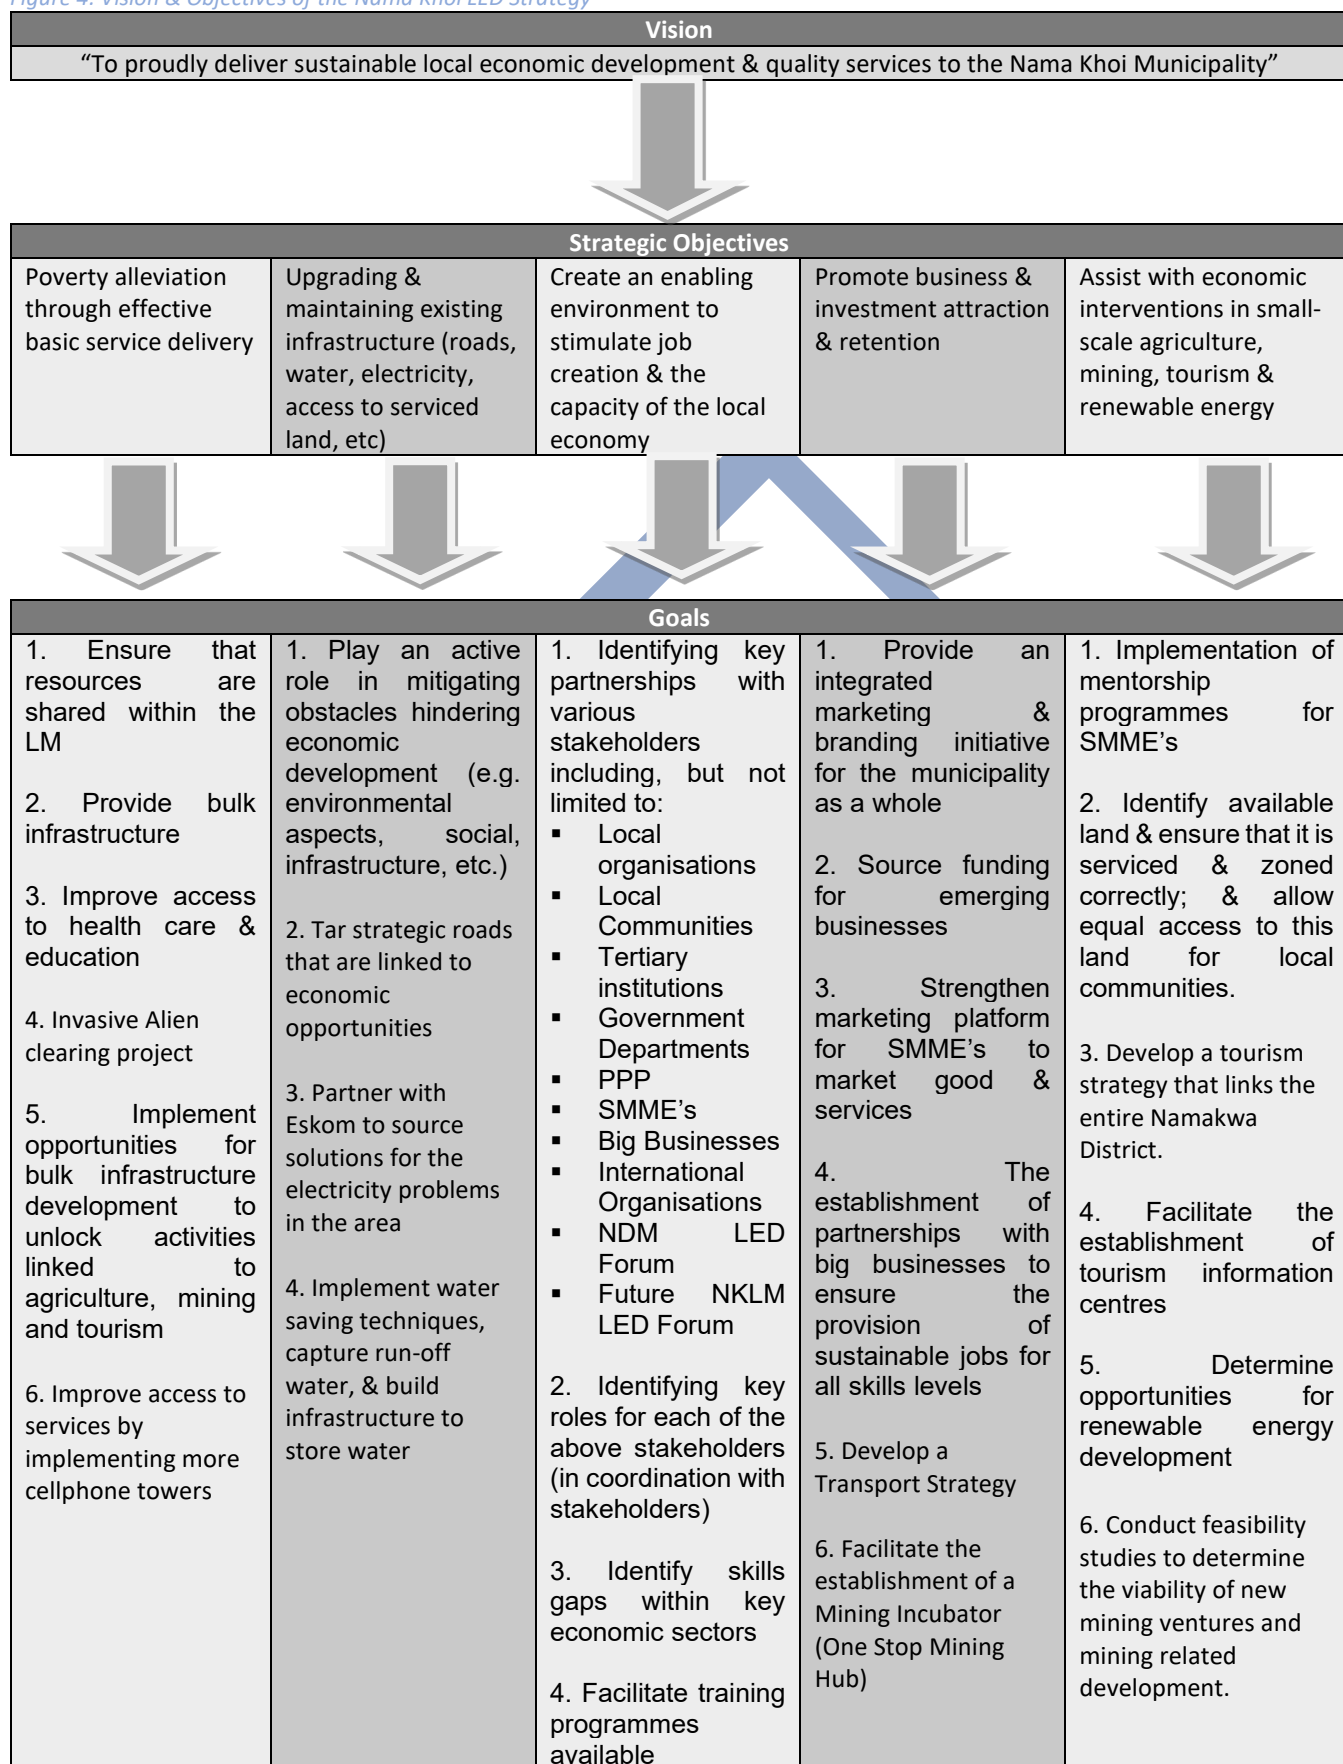 Figure 4: Vision & Objectives of the Nama Khoi LED Strategy
Vision
“To proudly deliver sustainable local economic development & quality services to the Nama Khoi Municipality”
Strategic Objectives
Poverty alleviation
through effective
basic service delivery
Upgrading &
maintaining existing
infrastructure (roads,
water, electricity,
access to serviced
land, etc)
Create an enabling
environment to
stimulate job
creation & the
capacity of the local
economy
Promote business &
investment attraction
& retention
Assist with economic
interventions in small-
scale agriculture,
mining, tourism &
renewable energy
Goals
1. Ensure that
resources are
shared within the
LM
2. Provide bulk
infrastructure
3. Improve access
to health care &
education
4. Invasive Alien
clearing project
5. Implement
opportunities for
bulk infrastructure
development to
unlock activities
linked to
agriculture, mining
and tourism
6. Improve access to
services by
implementing more
cellphone towers
1. Play an active
role in mitigating
obstacles hindering
economic
development (e.g.
environmental
aspects, social,
infrastructure, etc.)
2. Tar strategic roads
that are linked to
economic
opportunities
3. Partner with
Eskom to source
solutions for the
electricity problems
in the area
4. Implement water
saving techniques,
capture run-off
water, & build
infrastructure to
store water
1. Identifying key
partnerships with
various
stakeholders
including, but not
limited to:
▪ Local
organisations
▪ Local
Communities
▪ Tertiary
institutions
▪ Government
Departments
▪ PPP
▪ SMME’s
▪ Big Businesses
▪ International
Organisations
▪ NDM LED
Forum
▪ Future NKLM
LED Forum
2. Identifying key
roles for each of the
above stakeholders
(in coordination with
stakeholders)
3. Identify skills
gaps within key
economic sectors
4. Facilitate training
programmes
available
1. Provide an
integrated
marketing &
branding initiative
for the municipality
as a whole
2. Source funding
for emerging
businesses
3. Strengthen
marketing platform
for SMME’s to
market good &
services
4. The
establishment of
partnerships with
big businesses to
ensure the
provision of
sustainable jobs for
all skills levels
5. Develop a
Transport Strategy
6. Facilitate the
establishment of a
Mining Incubator
(One Stop Mining
Hub)
1. Implementation of
mentorship
programmes for
SMME’s
2. Identify available
land & ensure that it is
serviced & zoned
correctly; & allow
equal access to this
land for local
communities.
3. Develop a tourism
strategy that links the
entire Namakwa
District.
4. Facilitate the
establishment of
tourism information
centres
5. Determine
opportunities for
renewable energy
development
6. Conduct feasibility
studies to determine
the viability of new
mining ventures and
mining related
development.